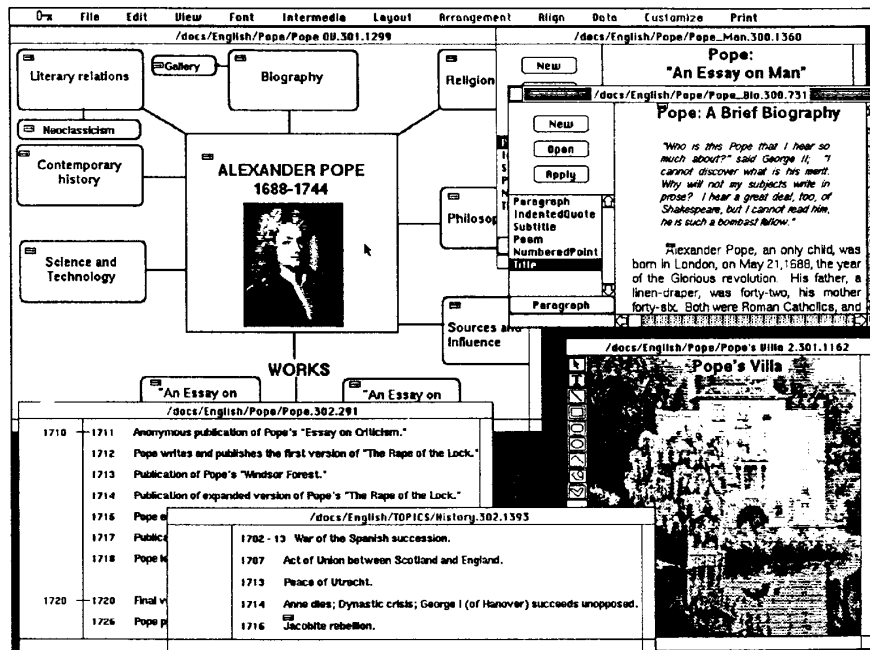 File Edit View Font Intermedia Layout Arrangement Align Data Customize Print
/docs/English/Pope/Pope OV.301.1299
Literary relations
Gallery
Biography
Religion
Neoclassicism
Contemporary
history
ALEXANDER POPE
1688-1744
Philosop
Science and
Technology
Sources and
Influence
WORKS
"An Essay on
"An Essay on
/docs/English/Pope/Pope_Man.300.1360
New
Pope:
"An Essay on Man"
/docs/English/Pope/Pope_Bio.300.731
New
Open
Apply
Paragraph
IndentedQuote
Subtitle
Poem
NumberedPoint
Title
Paragraph
Pope: A Brief Biography
"Who is this Pope that I hear so
much about?" said George II; "I
cannot discover what is his merit.
Why will not my subjects write in
prose? I hear a great deal, too, of
Shakespeare, but I cannot read him,
he is such a bombast fellow."
Alexander Pope, an only child, was
born in London, on May 21,1688, the year
of the Glorious revolution. His father, a
linen-draper, was forty-two, his mother
forty-six. Both were Roman Catholics, and
/docs/English/Pope/Pope's Villa 2.301.1162
Pope's Villa
/docs/English/Pope/Pope.302.291
1710 1711 Anonymous publication of Pope's "Essay on Criticism."
1712 Pope writes and publishes the first version of "The Rape of the Lock."
1713 Publication of Pope's "Windsor Forest."
1714 Publication of expanded version of Pope's "The Rape of the Lock."
1715 Pope
1717 Publica
1718 Pope
1720 1720 Final v
1726 Pope p
/docs/English/TOPICS/History.302.1393
1702 - 13 War of the Spanish succession.
1707 Act of Union between Scotland and England.
1713 Peace of Utrecht.
1714 Anne dies; Dynastic crisis; George I (of Hanover) succeeds unopposed.
1716 Jacobite rebellion.